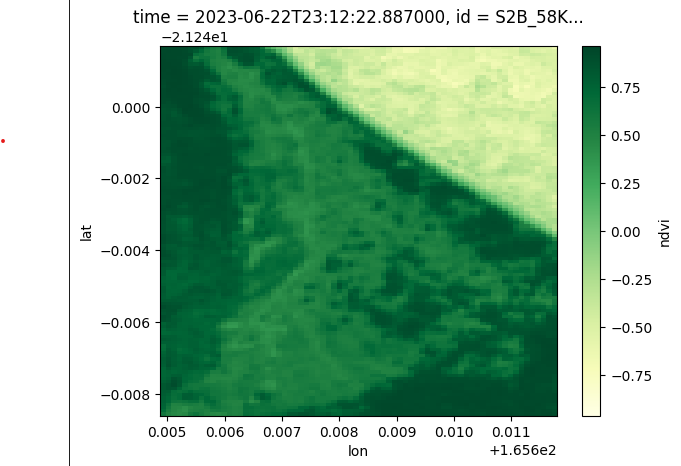 time = 2023-06-22T23:12:22.887000, id = S2B_58K...
−2.124e1
0.000
−0.002
−0.004
−0.006
−0.008
lat
0.005 0.006 0.007 0.008 0.009 0.010 0.011
lon
+1.656e2
0.75
0.50
0.25
0.00
−0.25
−0.50
−0.75
ndvi